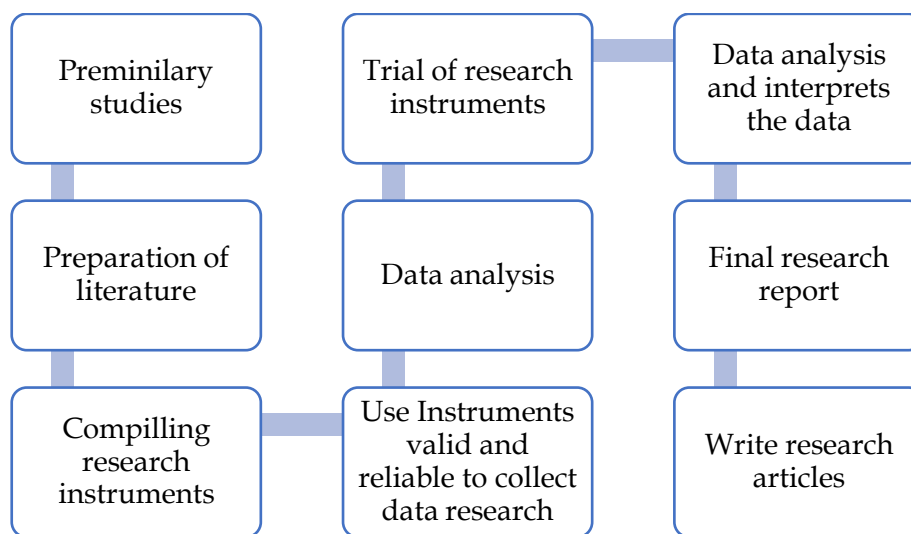 Preminilary
studies
Preparation of
literature
Compilling
research
instruments
Use Instruments
valid and
reliable to collect
data research
Data analysis
Trial of research
instruments
Data analysis
and interprets
the data
Final research
report
Write research
articles